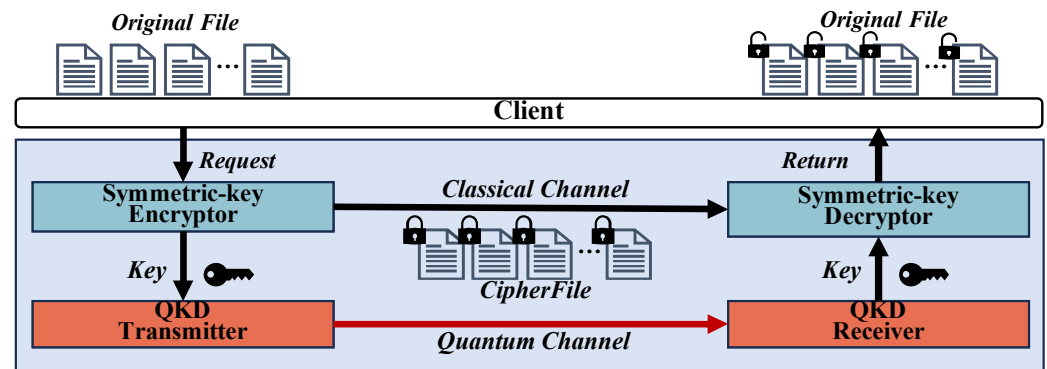 Original File
Original File
...
...
Client
Request
Return
Symmetric-key
Encryptor
Classical Channel
Symmetric-key
Decryptor
...
Key
CipherFile
Key
QKD
Transmitter
Quantum Channel
QKD
Receiver